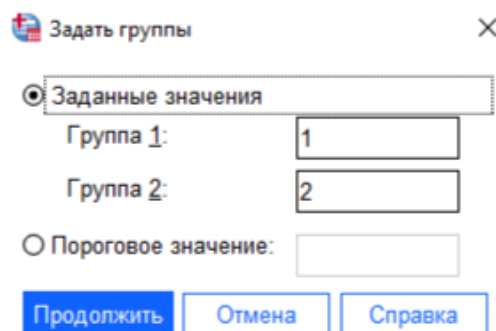 Задать группы
Заданные значения
Группа 1: 1
Группа 2: 2
Пороговое значение:
Продолжить Отмена Справка